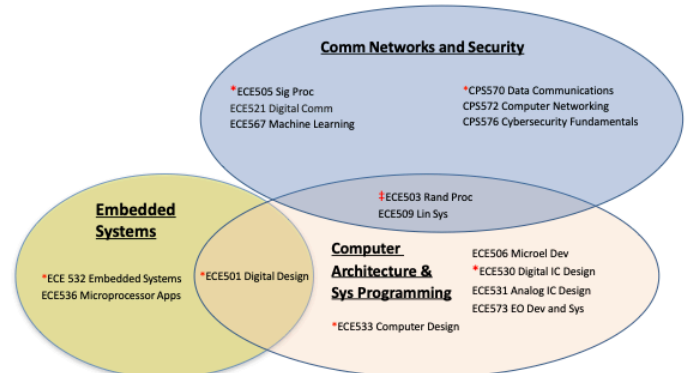 Comm Networks and Security
*ECE505 Sig Proc
ECE521 Digital Comm
ECE567 Machine Learning
*CPS570 Data Communications
CPS572 Computer Networking
CPS576 Cybersecurity Fundamentals
‡ECE503 Rand Proc
ECE509 Lin Sys
Embedded
Systems
*ECE 532 Embedded Systems
ECE536 Microprocessor Apps
*ECE501 Digital Design
Computer
Architecture &
Sys Programming
*ECE533 Computer Design
ECE506 Microel Dev
*ECE530 Digital IC Design
ECE531 Analog IC Design
ECE573 EO Dev and Sys